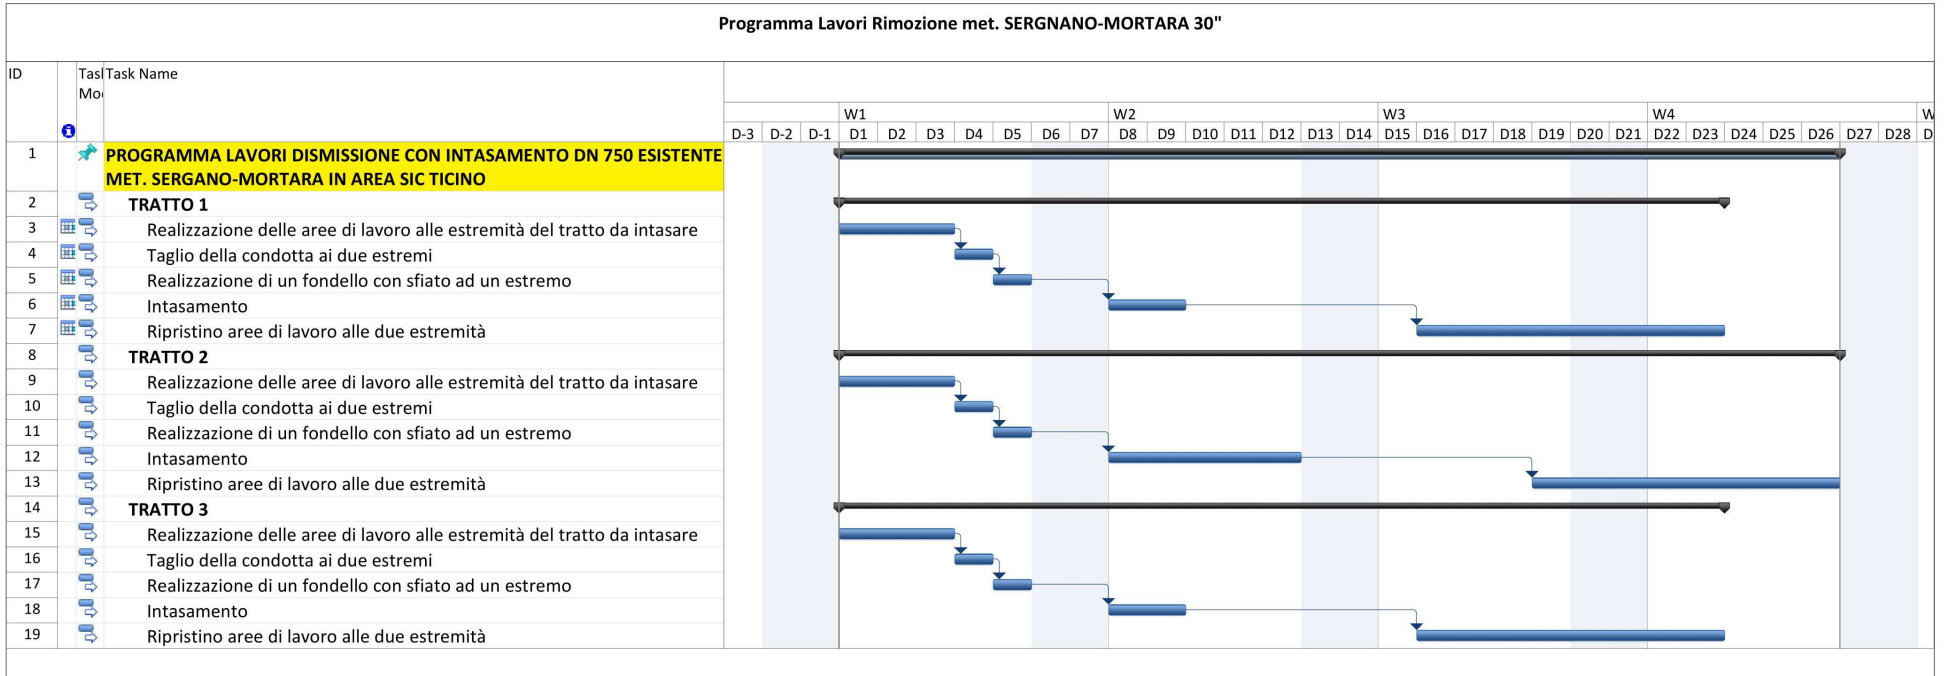 Programma Lavori Rimozione met. SERGNANO-MORTARA 30"
ID Task Name
W1 W2 W3 W4 W
D-3 D-2 D-1 D1 D2 D3 D4 D5 D6 D7 D8 D9 D10 D11 D12 D13 D14 D15 D16 D17 D18 D19 D20 D21 D22 D23 D24 D25 D26 D27 D28 D
1 PROGRAMMA LAVORI DISMISSIONE CON INTASAMENTO DN 750 ESISTENTE
MET. SERGANO-MORTARA IN AREA SIC TICINO
2 TRATTO 1
3 Realizzazione delle aree di lavoro alle estremità del tratto da intasare
4 Taglio della condotta ai due estremi
5 Realizzazione di un fondello con sfiato ad un estremo
6 Intasamento
7 Ripristino aree di lavoro alle due estremità
8 TRATTO 2
9 Realizzazione delle aree di lavoro alle estremità del tratto da intasare
10 Taglio della condotta ai due estremi
11 Realizzazione di un fondello con sfiato ad un estremo
12 Intasamento
13 Ripristino aree di lavoro alle due estremità
14 TRATTO 3
15 Realizzazione delle aree di lavoro alle estremità del tratto da intasare
16 Taglio della condotta ai due estremi
17 Realizzazione di un fondello con sfiato ad un estremo
18 Intasamento
19 Ripristino aree di lavoro alle due estremità